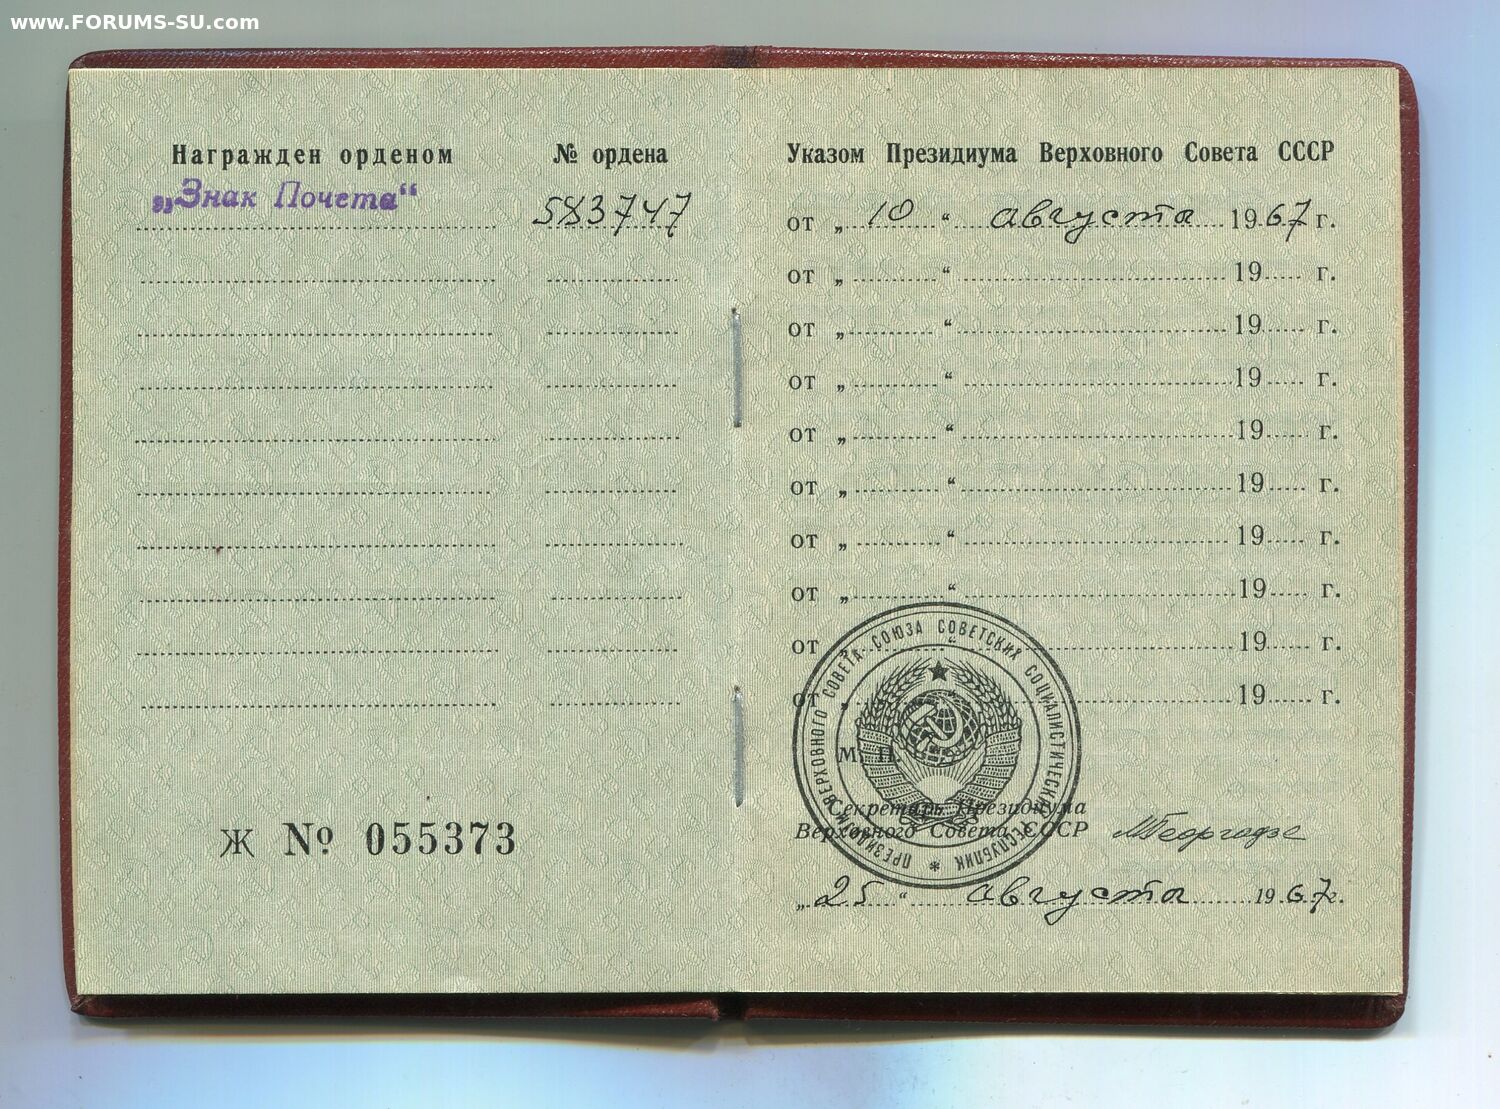 www.FORUMS-SU.com
Награжден орденом № ордена
„Знак Почета“ 583747
Указом Президиума Верховного Совета СССР
от „ 10 “ августа 1967 г.
от „ “ 19 г.
от „ “ 19 г.
от „ “ 19 г.
от „ “ 19 г.
от „ “ 19 г.
от „ “ 19 г.
от „ “ 19 г.
от „ “ 19 г.
от „ “ 19 г.
Ж № 055373
М. П.
ПРЕЗИДИУМ ВЕРХОВНОГО СОВЕТА СОЮЗА СОВЕТСКИХ СОЦИАЛИСТИЧЕСКИХ РЕСПУБЛИК *
Секретарь Президиума
Верховного Совета СССР МГеоргадзе
„ 25 “ августа 1967 г.